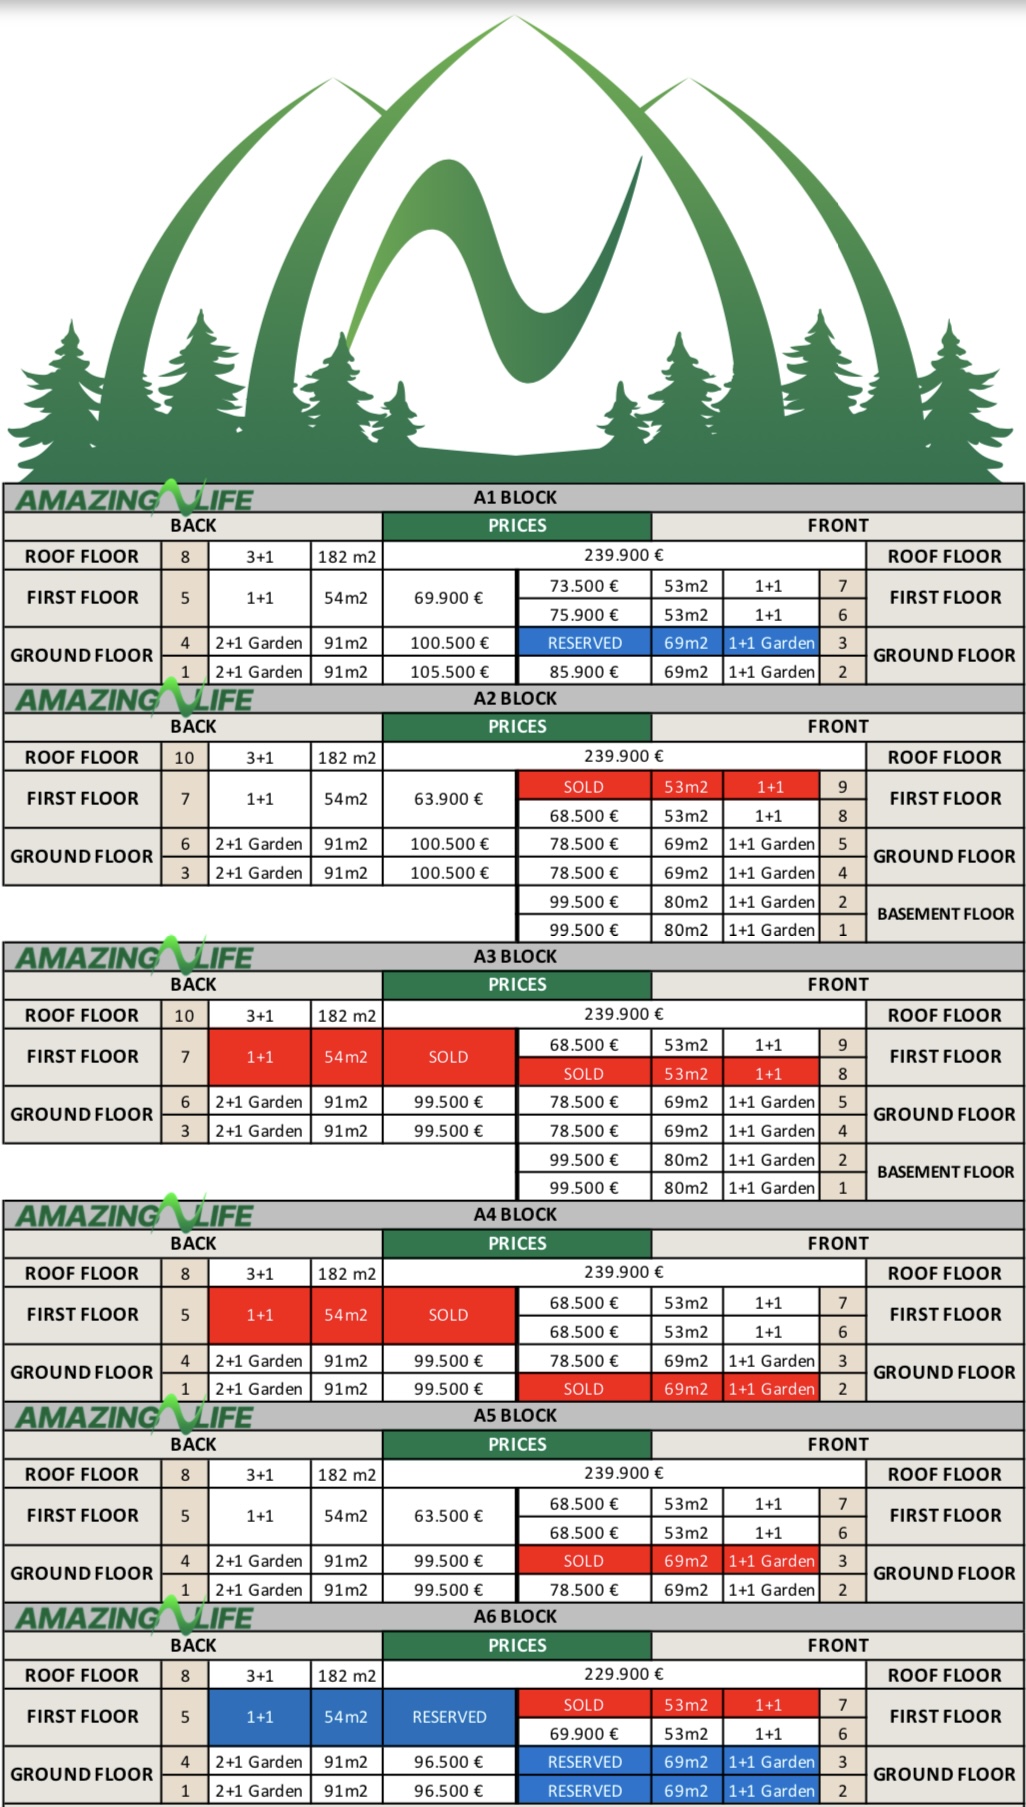 AMAZING LIFE A1 BLOCK
BACK PRICES FRONT
ROOF FLOOR 8 3+1 182 m2 239.900 € ROOF FLOOR
FIRST FLOOR 5 1+1 54m2 69.900 € 73.500 € 53m2 1+1 7 FIRST FLOOR
75.900 € 53m2 1+1 6
GROUND FLOOR 4 2+1 Garden 91m2 100.500 € RESERVED 69m2 1+1 Garden 3 GROUND FLOOR
1 2+1 Garden 91m2 105.500 € 85.900 € 69m2 1+1 Garden 2
AMAZING LIFE A2 BLOCK
BACK PRICES FRONT
ROOF FLOOR 10 3+1 182 m2 239.900 € ROOF FLOOR
FIRST FLOOR 7 1+1 54m2 63.900 € SOLD 53m2 1+1 9 FIRST FLOOR
68.500 € 53m2 1+1 8
GROUND FLOOR 6 2+1 Garden 91m2 100.500 € 78.500 € 69m2 1+1 Garden 5 GROUND FLOOR
3 2+1 Garden 91m2 100.500 € 78.500 € 69m2 1+1 Garden 4
99.500 € 80m2 1+1 Garden 2 BASEMENT FLOOR
99.500 € 80m2 1+1 Garden 1
AMAZING LIFE A3 BLOCK
BACK PRICES FRONT
ROOF FLOOR 10 3+1 182 m2 239.900 € ROOF FLOOR
FIRST FLOOR 7 1+1 54m2 SOLD 68.500 € 53m2 1+1 9 FIRST FLOOR
SOLD 53m2 1+1 8
GROUND FLOOR 6 2+1 Garden 91m2 99.500 € 78.500 € 69m2 1+1 Garden 5 GROUND FLOOR
3 2+1 Garden 91m2 99.500 € 78.500 € 69m2 1+1 Garden 4
99.500 € 80m2 1+1 Garden 2 BASEMENT FLOOR
99.500 € 80m2 1+1 Garden 1
AMAZING LIFE A4 BLOCK
BACK PRICES FRONT
ROOF FLOOR 8 3+1 182 m2 239.900 € ROOF FLOOR
FIRST FLOOR 5 1+1 54m2 SOLD 68.500 € 53m2 1+1 7 FIRST FLOOR
68.500 € 53m2 1+1 6
GROUND FLOOR 4 2+1 Garden 91m2 99.500 € 78.500 € 69m2 1+1 Garden 3 GROUND FLOOR
1 2+1 Garden 91m2 99.500 € SOLD 69m2 1+1 Garden 2
AMAZING LIFE A5 BLOCK
BACK PRICES FRONT
ROOF FLOOR 8 3+1 182 m2 239.900 € ROOF FLOOR
FIRST FLOOR 5 1+1 54m2 63.500 € 68.500 € 53m2 1+1 7 FIRST FLOOR
68.500 € 53m2 1+1 6
GROUND FLOOR 4 2+1 Garden 91m2 99.500 € SOLD 69m2 1+1 Garden 3 GROUND FLOOR
1 2+1 Garden 91m2 99.500 € 78.500 € 69m2 1+1 Garden 2
AMAZING LIFE A6 BLOCK
BACK PRICES FRONT
ROOF FLOOR 8 3+1 182 m2 229.900 € ROOF FLOOR
FIRST FLOOR 5 1+1 54m2 RESERVED SOLD 53m2 1+1 7 FIRST FLOOR
69.900 € 53m2 1+1 6
GROUND FLOOR 4 2+1 Garden 91m2 96.500 € RESERVED 69m2 1+1 Garden 3 GROUND FLOOR
1 2+1 Garden 91m2 96.500 € RESERVED 69m2 1+1 Garden 2